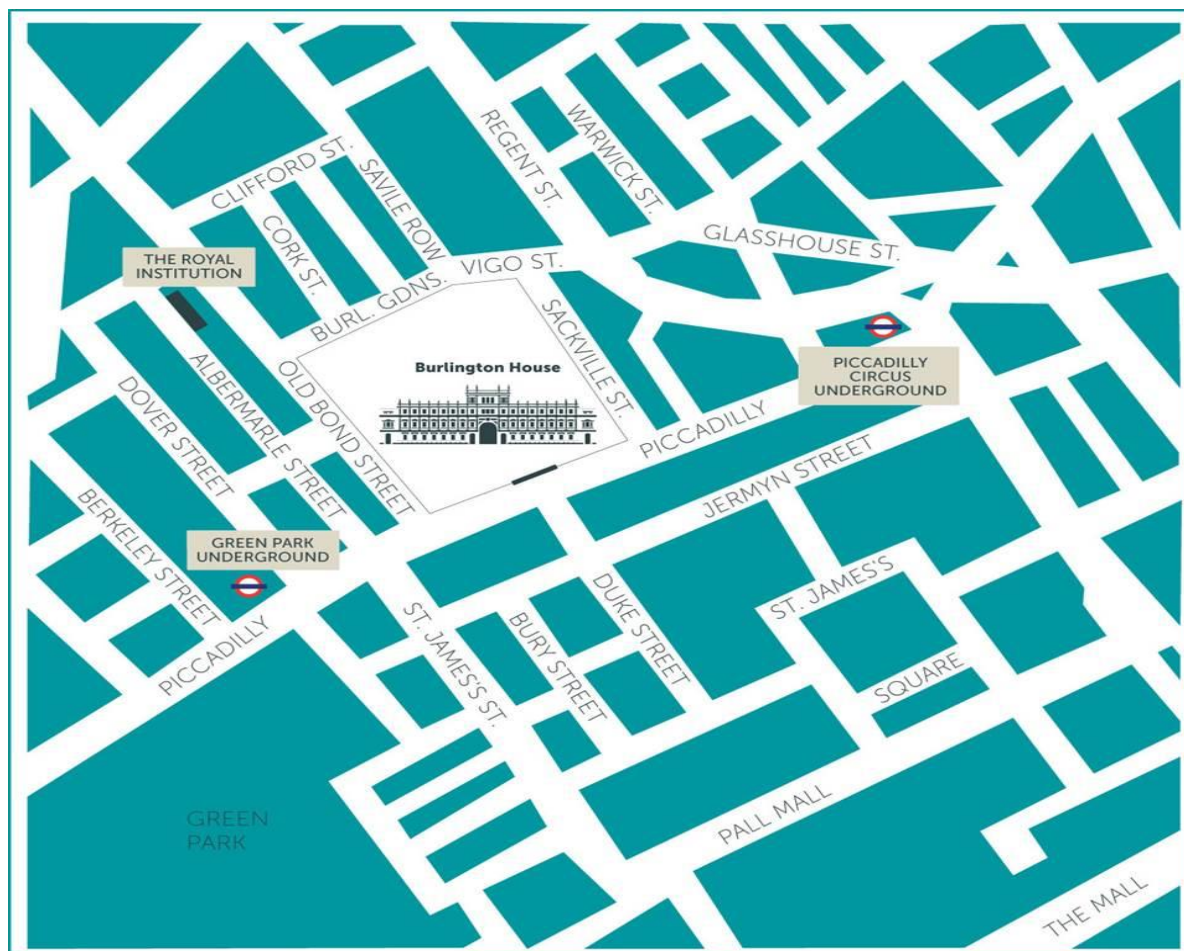 CLIFFORD ST.
SAVILE ROW
REGENT ST.
WARWICK ST.
CORK ST.
GLASSHOUSE ST.
THE ROYAL
INSTITUTION
VIGO ST.
BURL. GDNS.
SACKVILLE ST.
Burlington House
PICCADILLY
CIRCUS
UNDERGROUND
DOVER STREET
ALBERMARLE STREET
OLD BOND STREET
PICCADILLY
JERMYN STREET
BERKELEY STREET
GREEN PARK
UNDERGROUND
PICCADILLY
ST. JAMES'S ST.
BURY STREET
DUKE STREET
ST. JAMES'S
SQUARE
GREEN
PARK
PALL MALL
THE MALL